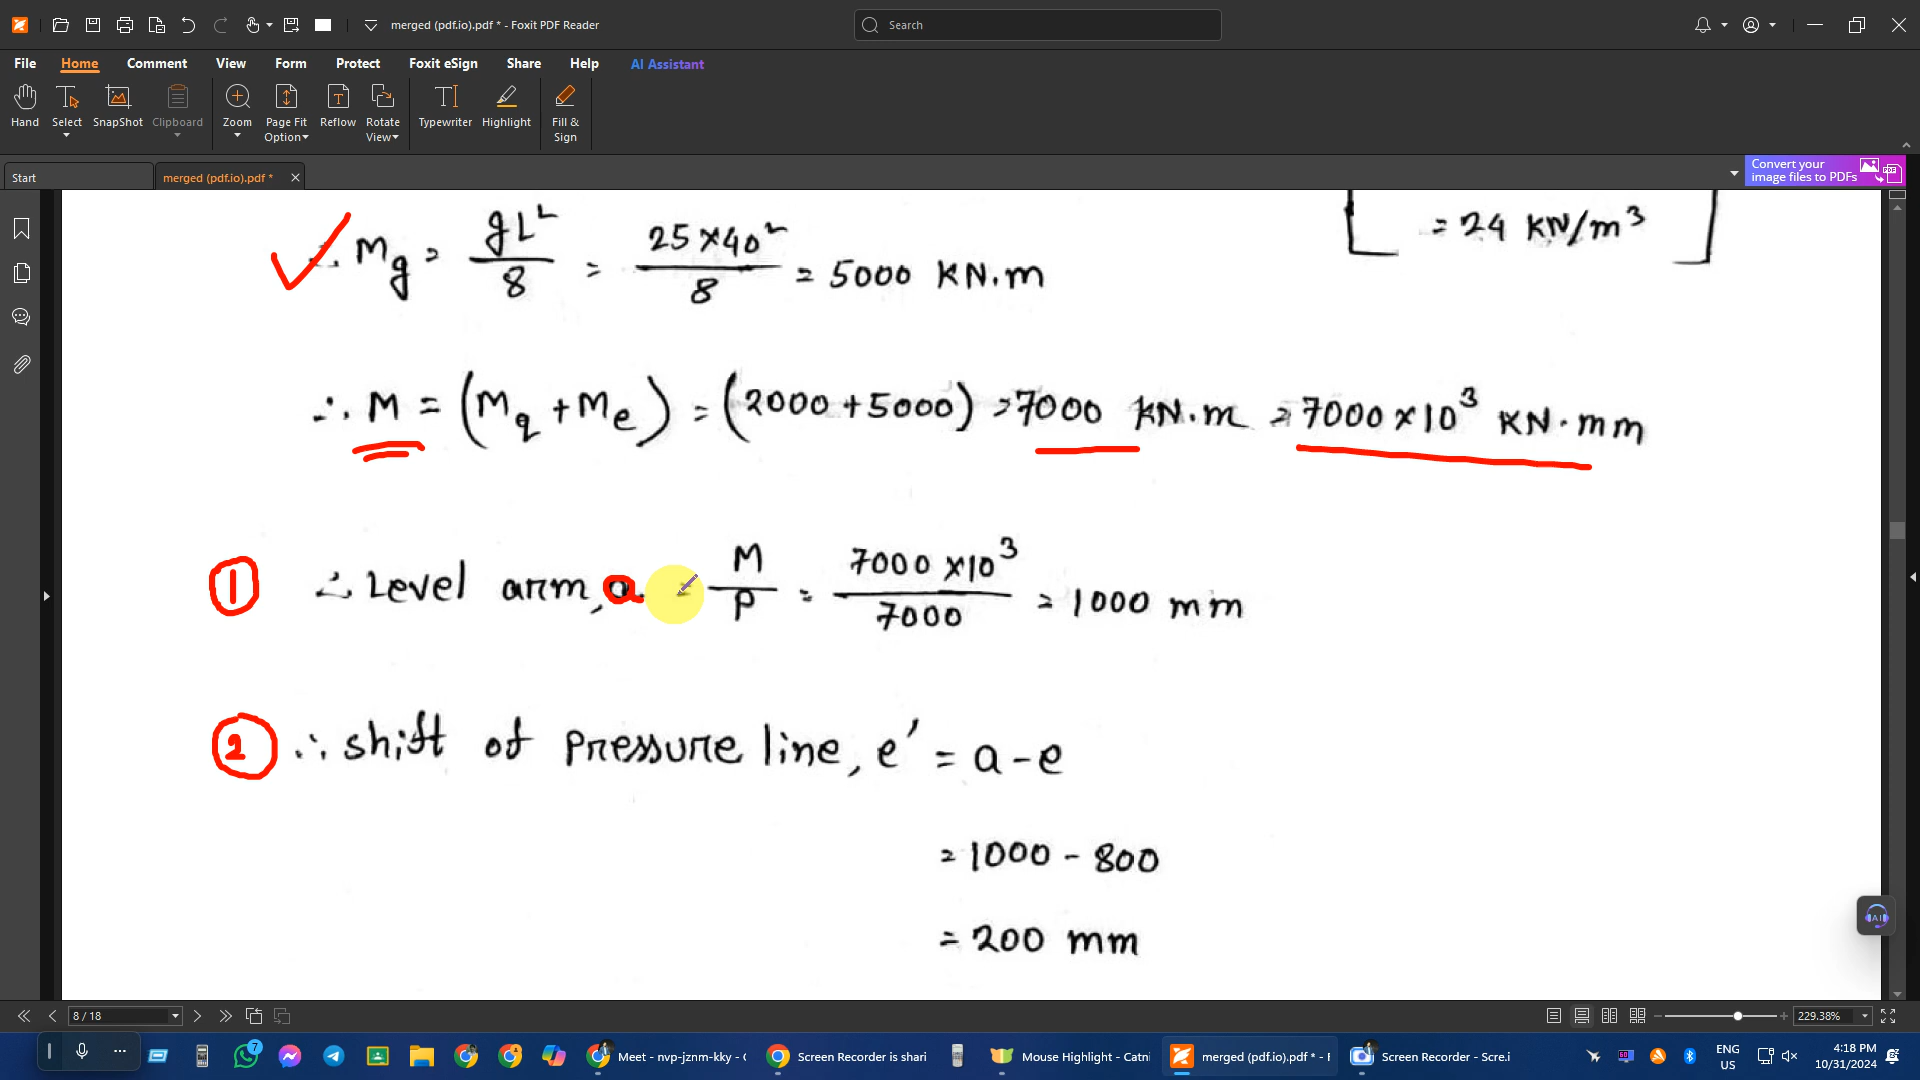 merged (pdf.io).pdf * - Foxit PDF Reader
Search
File Home Comment View Form Protect Foxit eSign Share Help AI Assistant
Hand
Select
SnapShot
Clipboard
Zoom
Page Fit Option
Reflow
Rotate View
Typewriter
Highlight
Fill & Sign
Start
merged (pdf.io).pdf *
Convert your
image files to PDFs
∴ Mg = gL²/8 = 25×40²/8 = 5000 KN.m
= 24 KN/m³
∴ M = (Mq + Me) = (2000 + 5000) = 7000 KN.m = 7000×10³ KN.mm
① ∴ Level arm, a = M/P = 7000×10³/7000 = 1000 mm
② ∴ shift of Pressure line, e' = a - e
= 1000 - 800
= 200 mm
AI
8 / 18
229.38%
7
Meet - nvp-jznm-kky - 
Screen Recorder is shari
Mouse Highlight - Catni
merged (pdf.io).pdf * - F
Screen Recorder - Scre.i
60
ENG
US
4:18 PM
10/31/2024